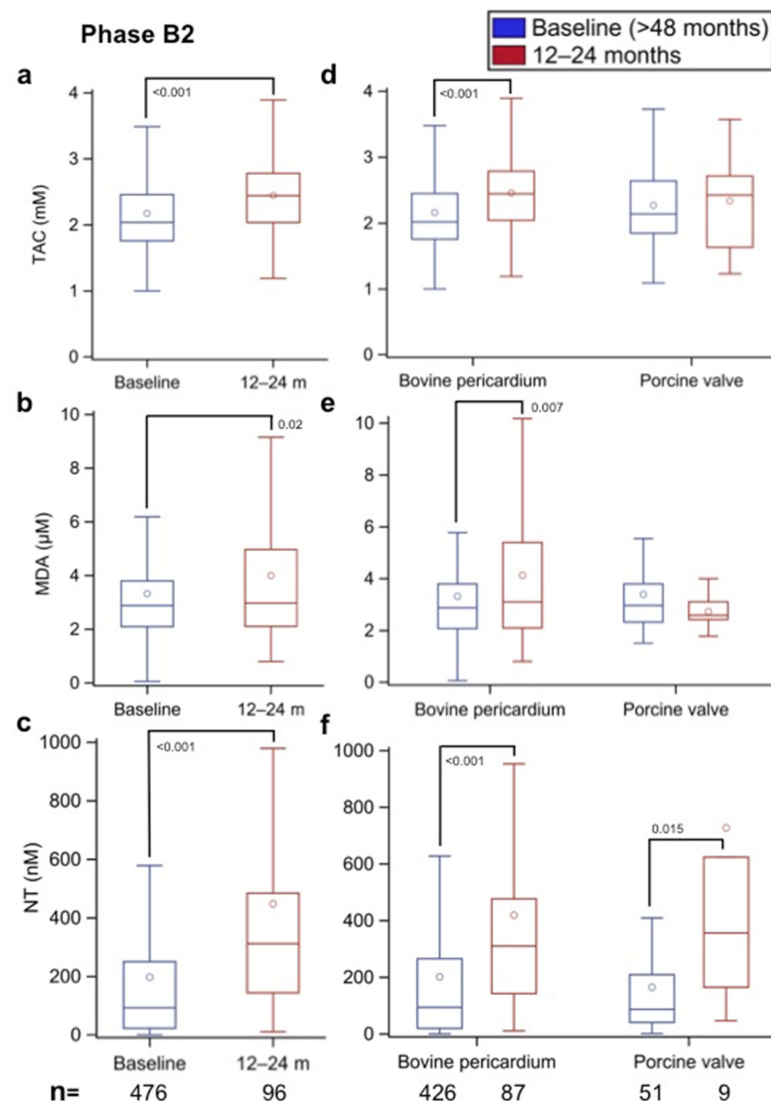 Phase B2
Baseline (>48 months)
12–24 months
a
<0.001
4
3
2
1
0
TAC (mM)
Baseline
12–24 m
d
<0.001
4
3
2
1
0
Bovine pericardium
Porcine valve
b
0.02
10
8
6
4
2
0
MDA (µM)
Baseline
12–24 m
e
0.007
10
8
6
4
2
0
Bovine pericardium
Porcine valve
c
<0.001
1000
800
600
400
200
0
NT (nM)
Baseline
12–24 m
f
<0.001
0.015
1000
800
600
400
200
0
Bovine pericardium
Porcine valve
n= 476 96 426 87 51 9